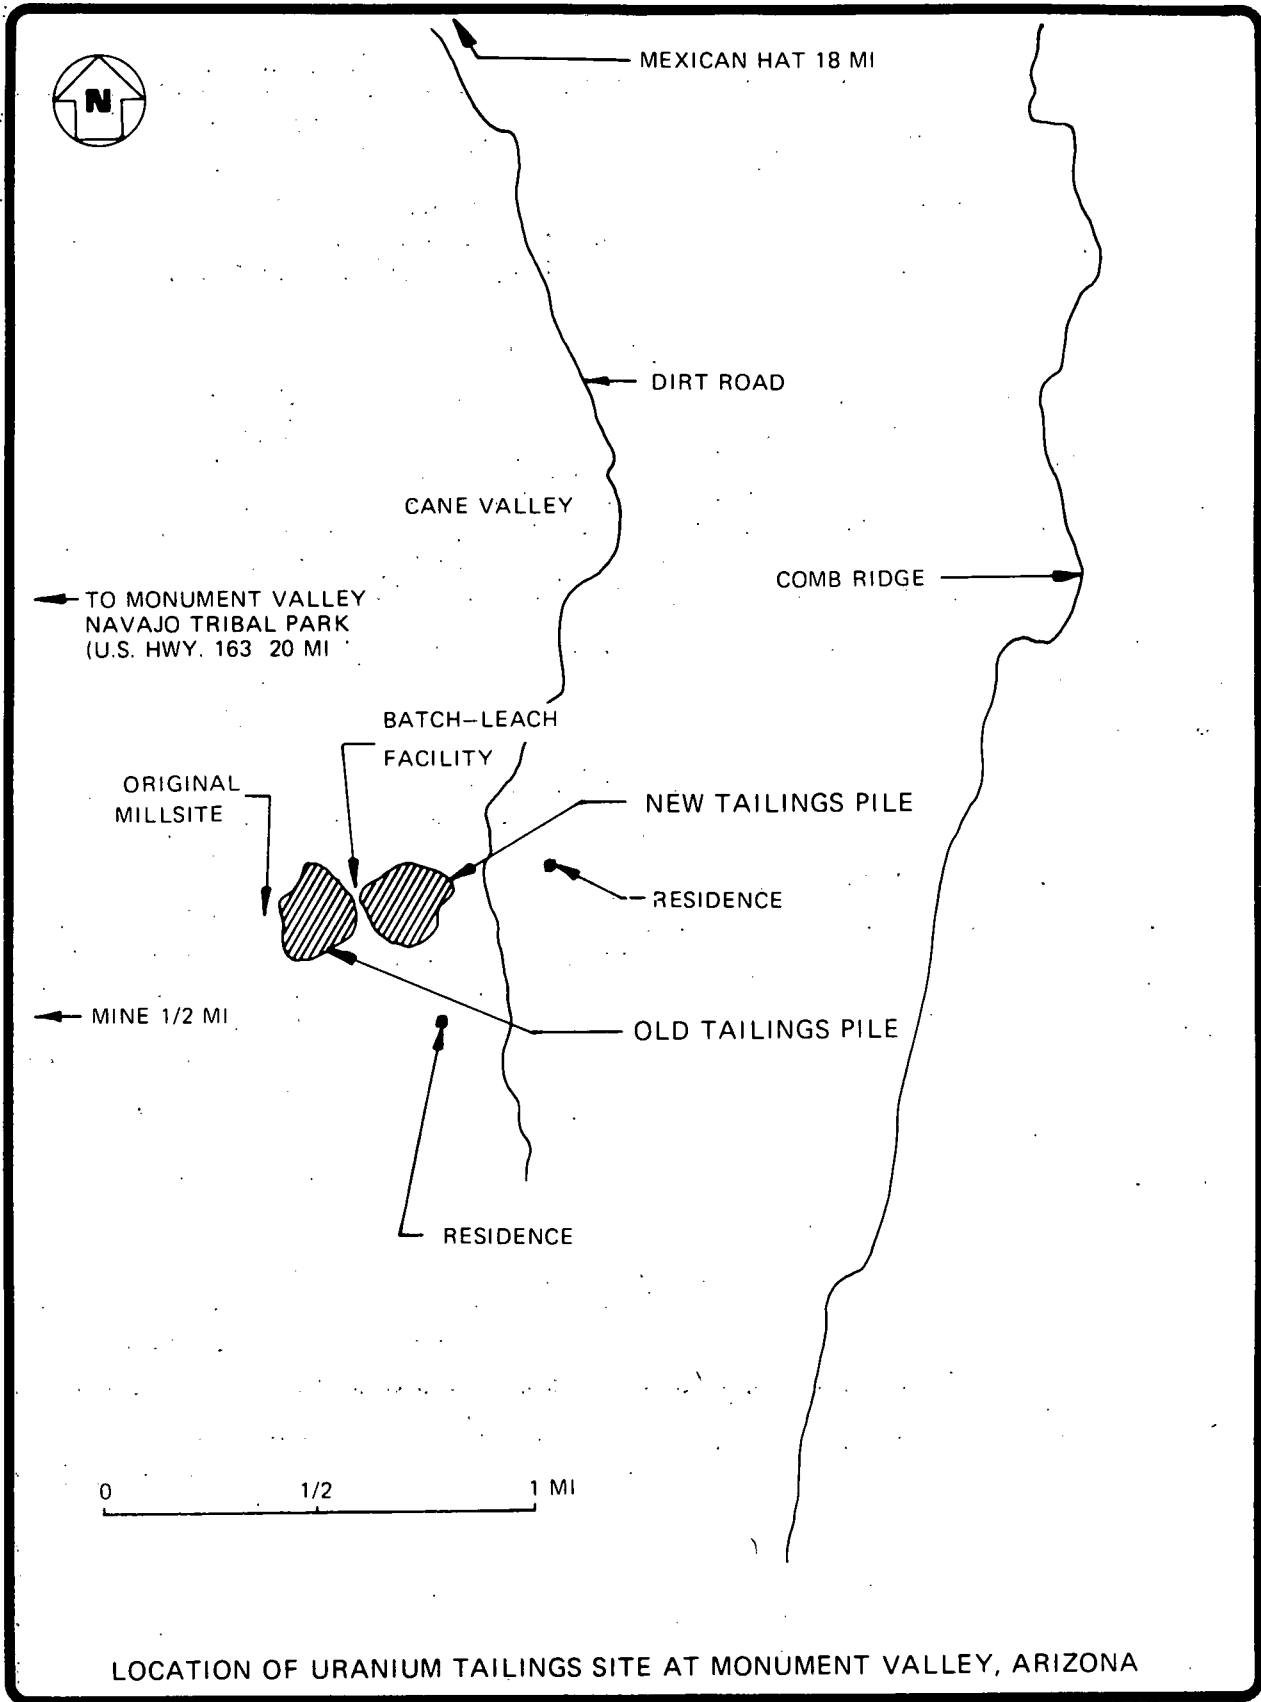 MEXICAN HAT 18 MI
N
DIRT ROAD
CANE VALLEY
COMB RIDGE
TO MONUMENT VALLEY
NAVAJO TRIBAL PARK
(U.S. HWY. 163 20 MI
BATCH–LEACH
FACILITY
ORIGINAL
MILLSITE
NEW TAILINGS PILE
RESIDENCE
MINE 1/2 MI
OLD TAILINGS PILE
RESIDENCE
0 1/2 1 MI
LOCATION OF URANIUM TAILINGS SITE AT MONUMENT VALLEY, ARIZONA